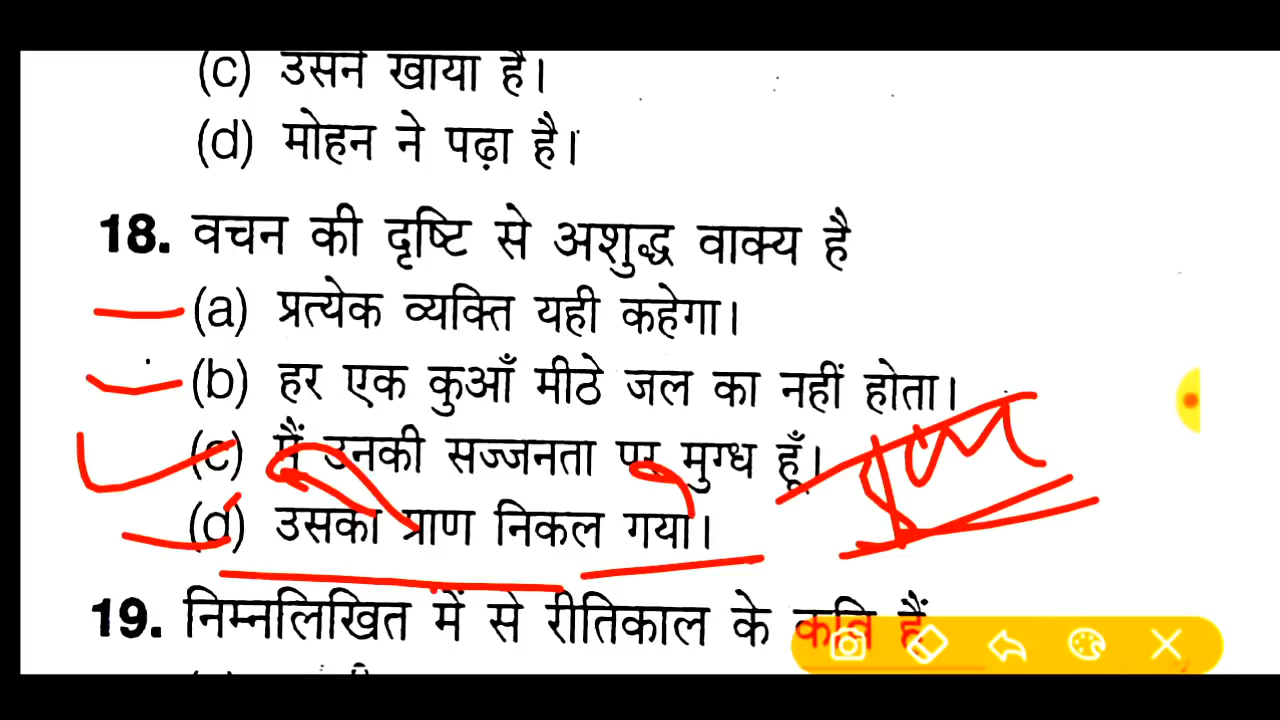 (c) उसने खाया है।
(d) मोहन ने पढ़ा है।
18. वचन की दृष्टि से अशुद्ध वाक्य है
(a) प्रत्येक व्यक्ति यही कहेगा।
(b) हर एक कुआँ मीठे जल का नहीं होता।
(c) मैं उनकी सज्जनता पर मुग्ध हूँ।
(d) उसका प्राण निकल गया।
19. निम्नलिखित में से रीतिकाल के कवि हैं